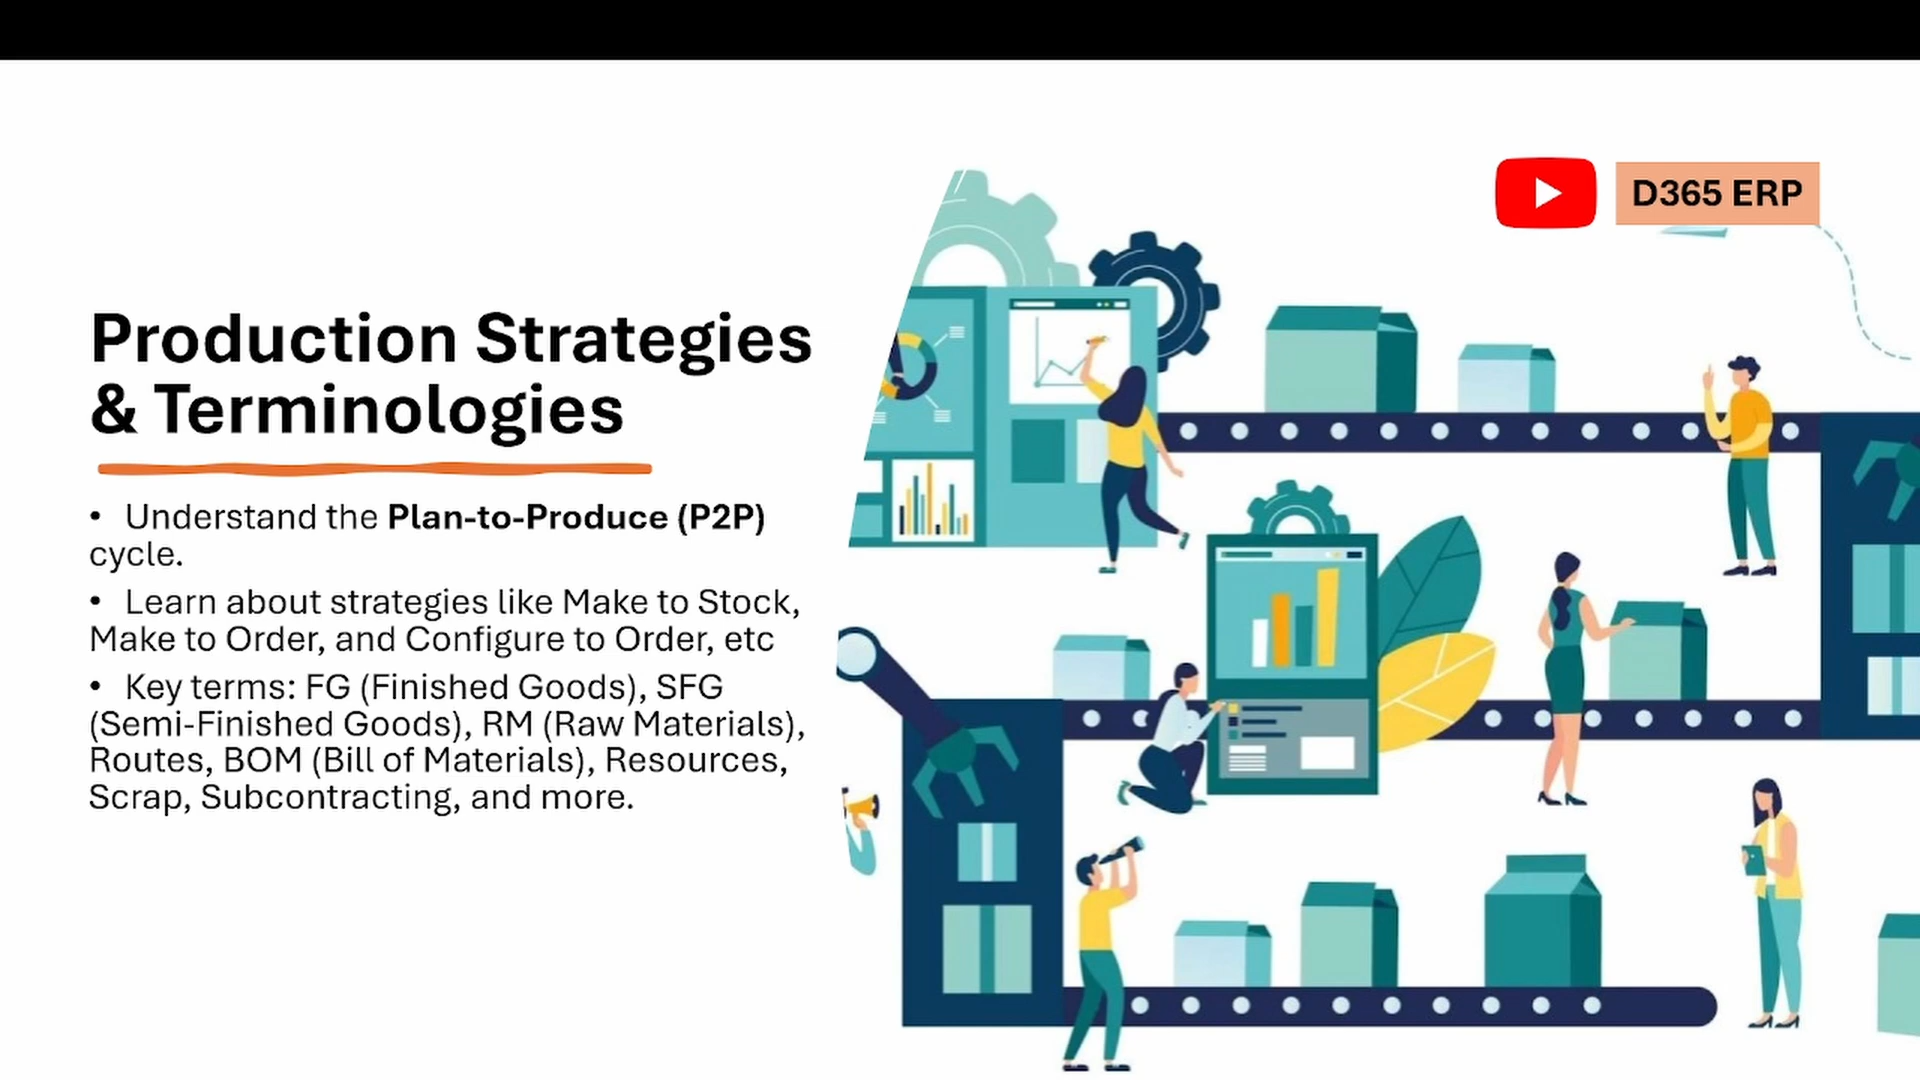 D365 ERP
Production Strategies
& Terminologies
• Understand the Plan-to-Produce (P2P)
cycle.
• Learn about strategies like Make to Stock,
Make to Order, and Configure to Order, etc
• Key terms: FG (Finished Goods), SFG
(Semi-Finished Goods), RM (Raw Materials),
Routes, BOM (Bill of Materials), Resources,
Scrap, Subcontracting, and more.